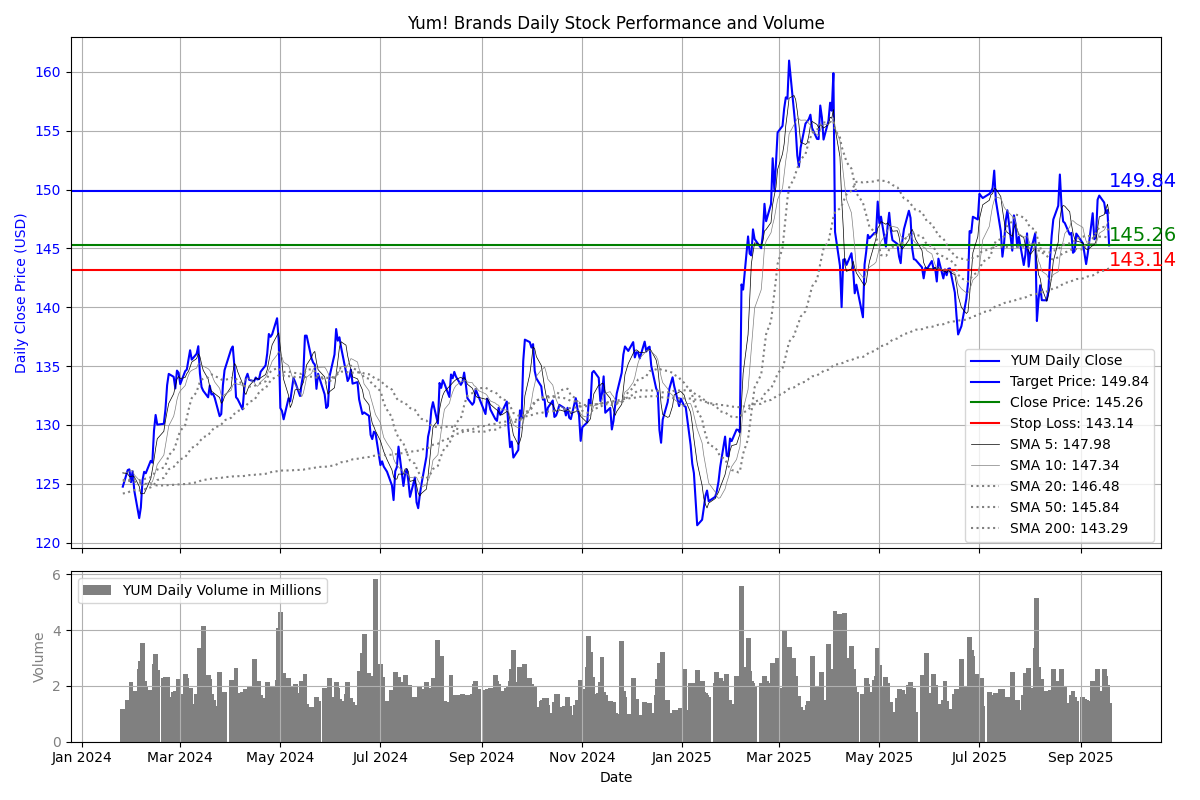 Yum! Brands Daily Stock Performance and Volume
Daily Close Price (USD)
160
155
150
145
140
135
130
125
120
149.84
145.26
143.14
YUM Daily Close
Target Price: 149.84
Close Price: 145.26
Stop Loss: 143.14
SMA 5: 147.98
SMA 10: 147.34
SMA 20: 146.48
SMA 50: 145.84
SMA 200: 143.29
Volume
6
4
2
0
YUM Daily Volume in Millions
Jan 2024 Mar 2024 May 2024 Jul 2024 Sep 2024 Nov 2024 Jan 2025 Mar 2025 May 2025 Jul 2025 Sep 2025
Date